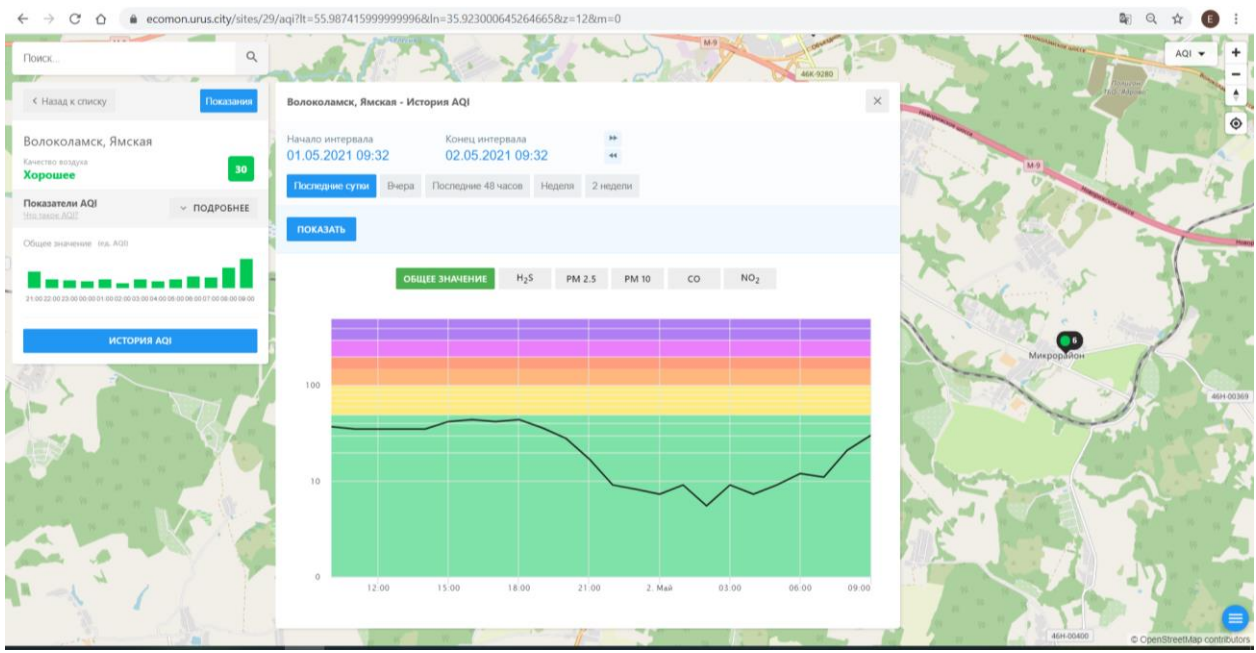 ecomon.urus.city/sites/29/aqi?lt=55.987415999999996&ln=35.923000645264665&z=12&m=0
E
Поиск...
AQI
М-9
46К-0280
Назад к списку
Показания
Волоколамск, Ямская
Качество воздуха
Хорошее
30
Показатели AQI
Что такое AQI?
ПОДРОБНЕЕ
Общее значение (ед. AQI)
21:00 22:00 23:00 00:00 01:00 02:00 03:00 04:00 05:00 06:00 07:00 08:00 09:00
ИСТОРИЯ AQI
Волоколамск, Ямская - История AQI
Начало интервала
Конец интервала
01.05.2021 09:32
02.05.2021 09:32
Последние сутки
Вчера
Последние 48 часов
Неделя
2 недели
ПОКАЗАТЬ
ОБЩЕЕ ЗНАЧЕНИЕ
H₂S
PM 2.5
PM 10
CO
NO₂
100
10
0
12:00
15:00
18:00
21:00
2. Май
03:00
06:00
09:00
Новорижское шоссе
М-9
6
Микрорайон
46Н-00369
46Н-00400
© OpenStreetMap contributors